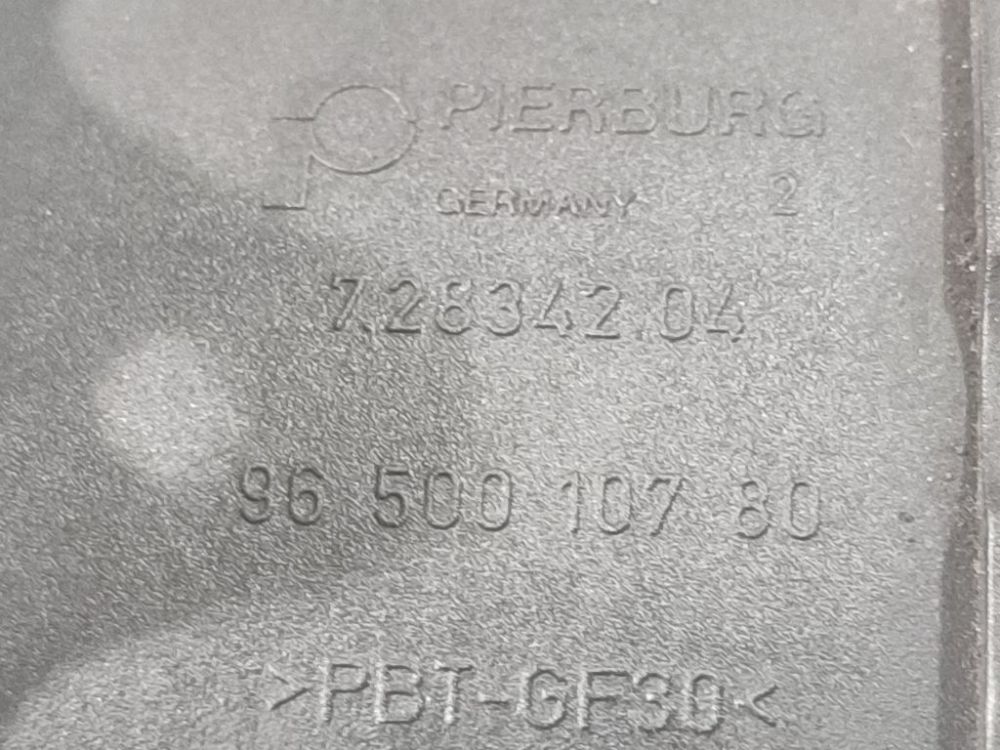 PIERBURG
GERMANY 2
7.28342.04
96 500 107 80
>PBT-GF30<